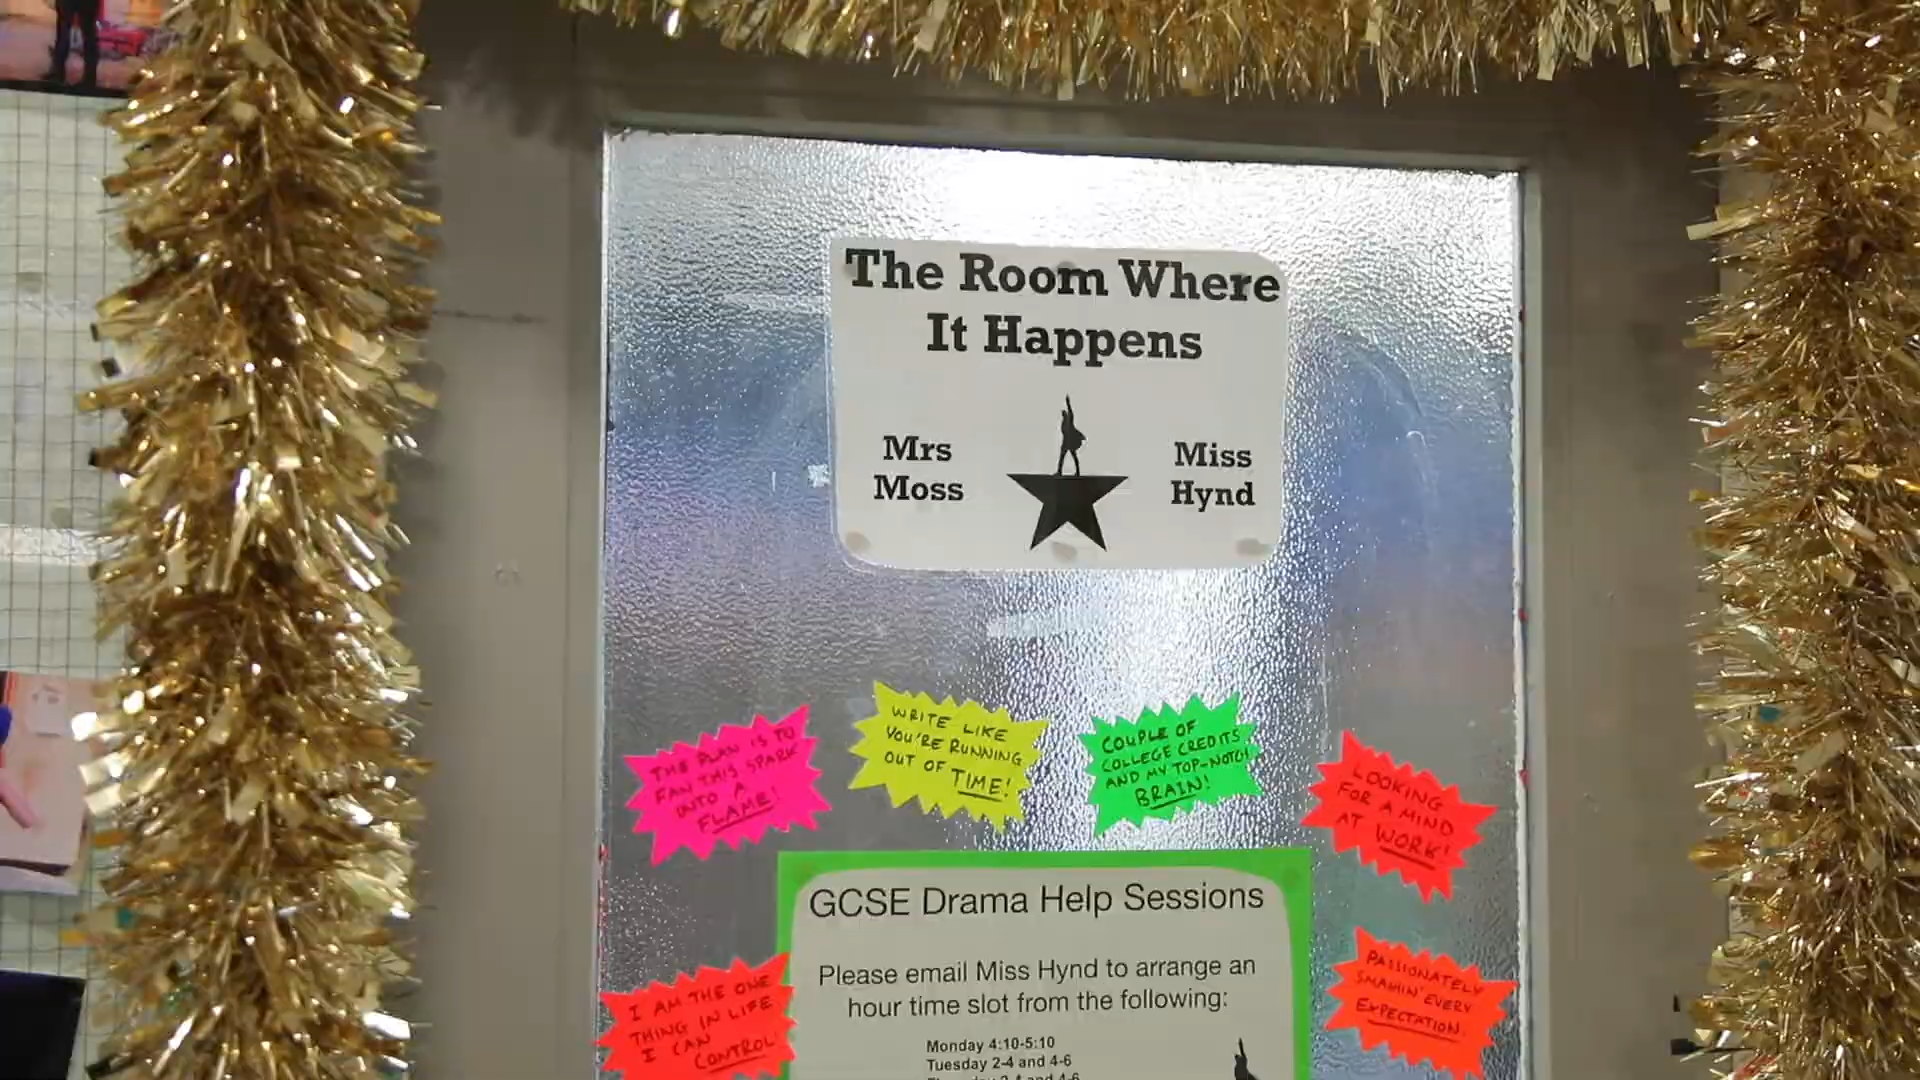 The Room Where
It Happens
Mrs
Moss
Miss
Hynd
THE PLAN IS TO
FAN THIS SPARK
INTO A
FLAME!
WRITE LIKE
YOU'RE RUNNING
OUT OF TIME!
COUPLE OF
COLLEGE CREDITS
AND MY TOP-NOTCH
BRAIN!
LOOKING
FOR A MIND
AT WORK!
GCSE Drama Help Sessions
Please email Miss Hynd to arrange an
hour time slot from the following:
Monday 4:10-5:10
Tuesday 2-4 and 4-6
I AM THE ONE
THING IN LIFE
I CAN
CONTROL!
PASSIONATELY
SMASHIN' EVERY
EXPECTATION.